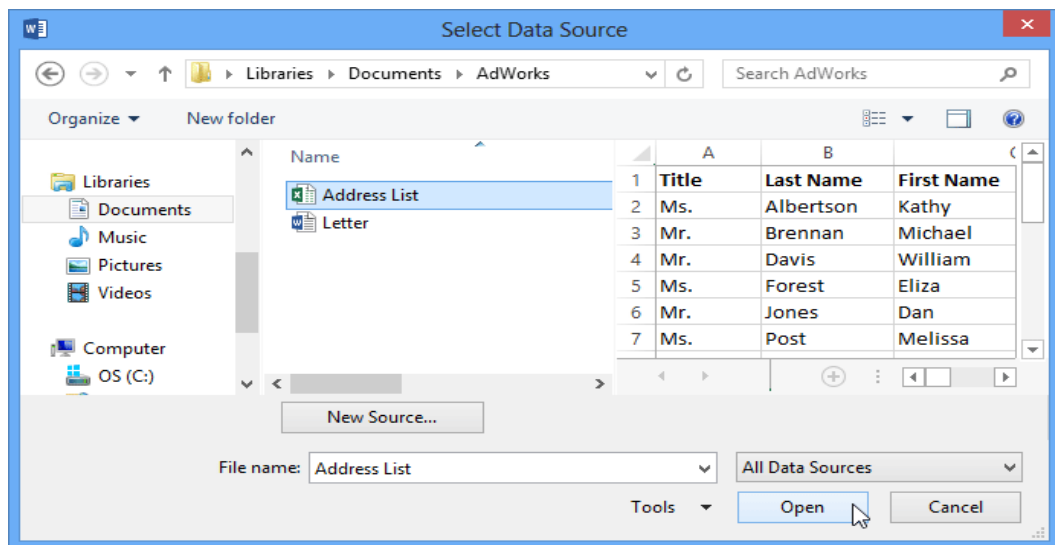 Select Data Source
Libraries Documents AdWorks
Search AdWorks
Organize New folder
Name
Libraries
Documents
Music
Pictures
Videos
Computer
OS (C:)
Address List
Letter
A B
1 Title Last Name First Name
2 Ms. Albertson Kathy
3 Mr. Brennan Michael
4 Mr. Davis William
5 Ms. Forest Eliza
6 Mr. Jones Dan
7 Ms. Post Melissa
New Source...
File name: Address List
All Data Sources
Tools Open Cancel